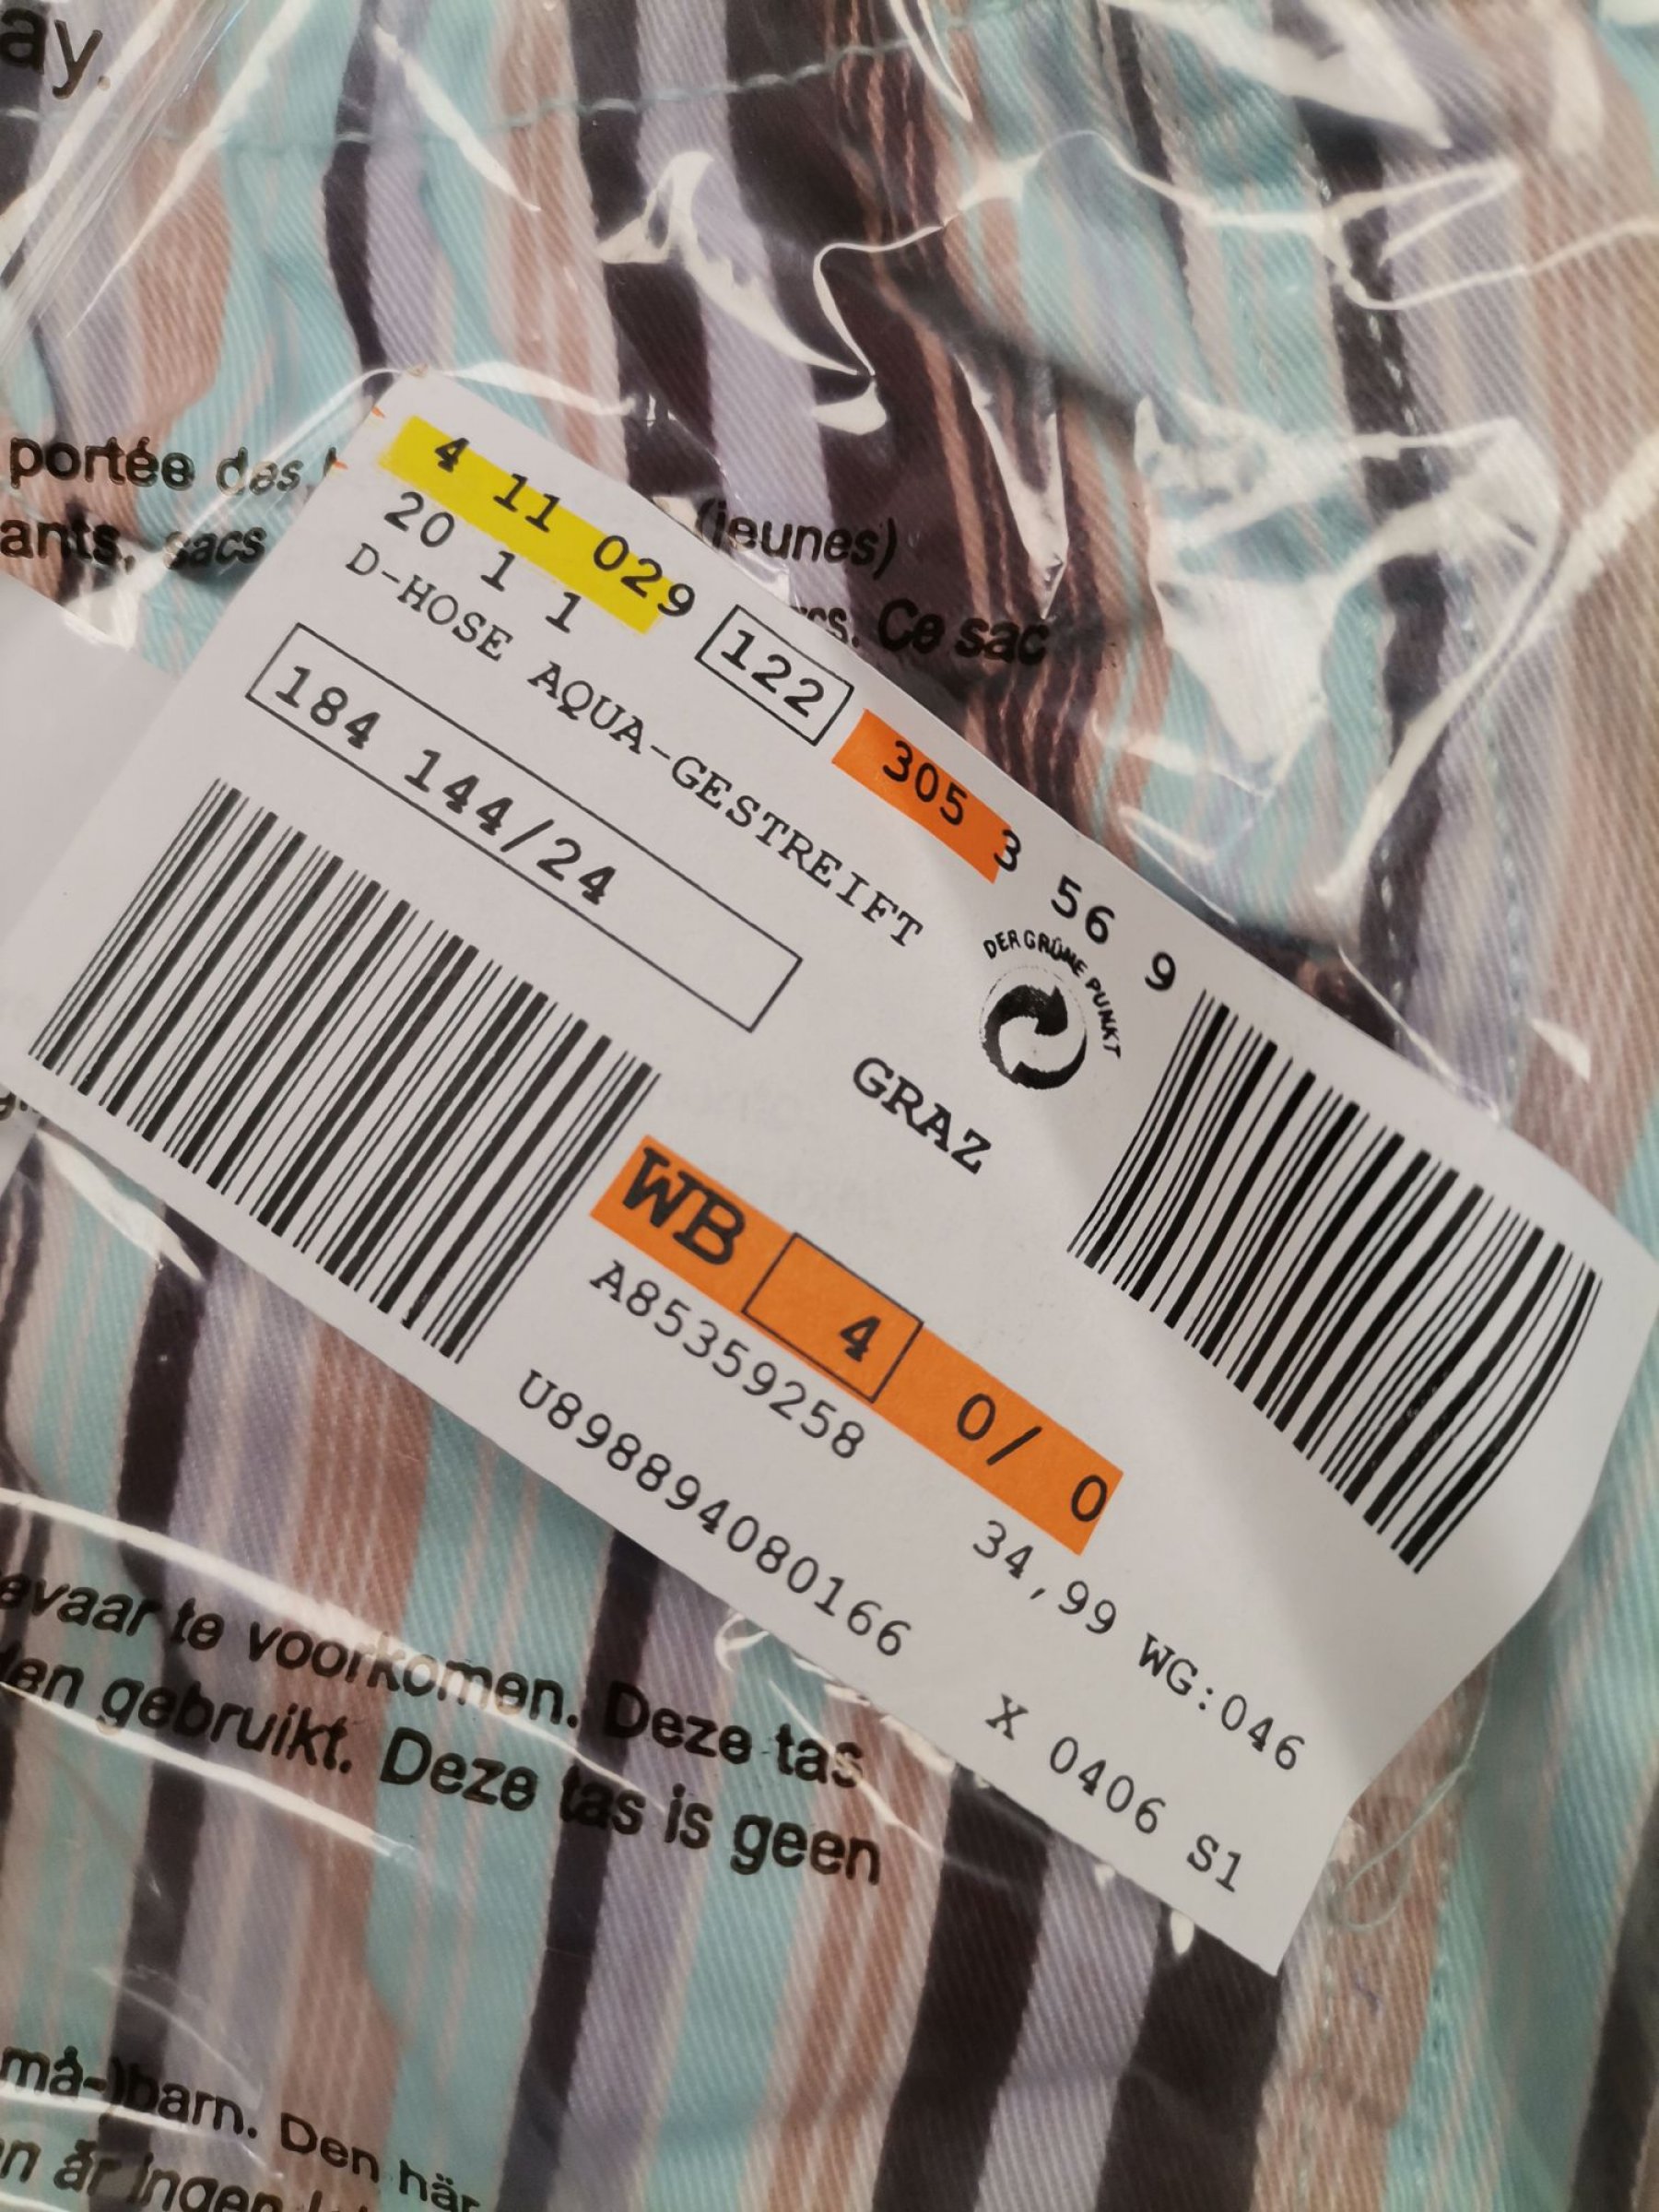 ay.
portée des
(jeunes)
ants, sacs
Ce sac
4 11 029 122 305 3 56 9
20 1 1
D-HOSE AQUA-GESTREIFT
184 144/24
DER GRÜNE PUNKT
GRAZ
WB 4 0/ 0
A85359258 34,99 WG:046
U898894080166 X 0406 S1
evaar te voorkomen. Deze tas
den gebruikt. Deze tas is geen
må-)barn. Den här
n är ingen